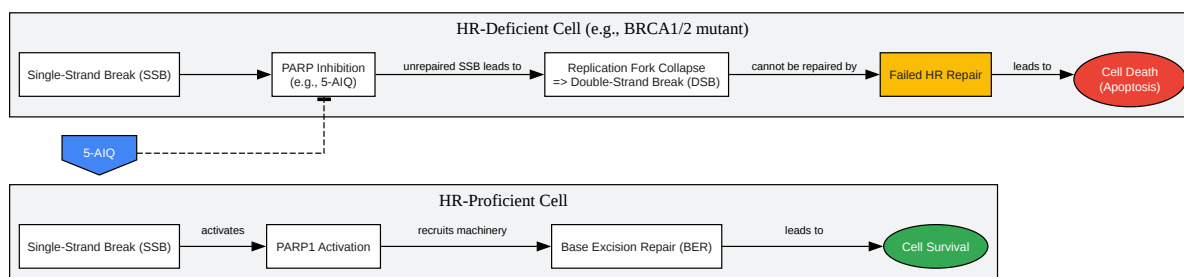 HR-Deficient Cell (e.g., BRCA1/2 mutant)
Single-Strand Break (SSB)
PARP Inhibition
(e.g., 5-AIQ)
unrepaired SSB leads to
Replication Fork Collapse
=> Double-Strand Break (DSB)
cannot be repaired by
Failed HR Repair
leads to
Cell Death
(Apoptosis)
5-AIQ
HR-Proficient Cell
Single-Strand Break (SSB)
activates
PARP1 Activation
recruits machinery
Base Excision Repair (BER)
leads to
Cell Survival